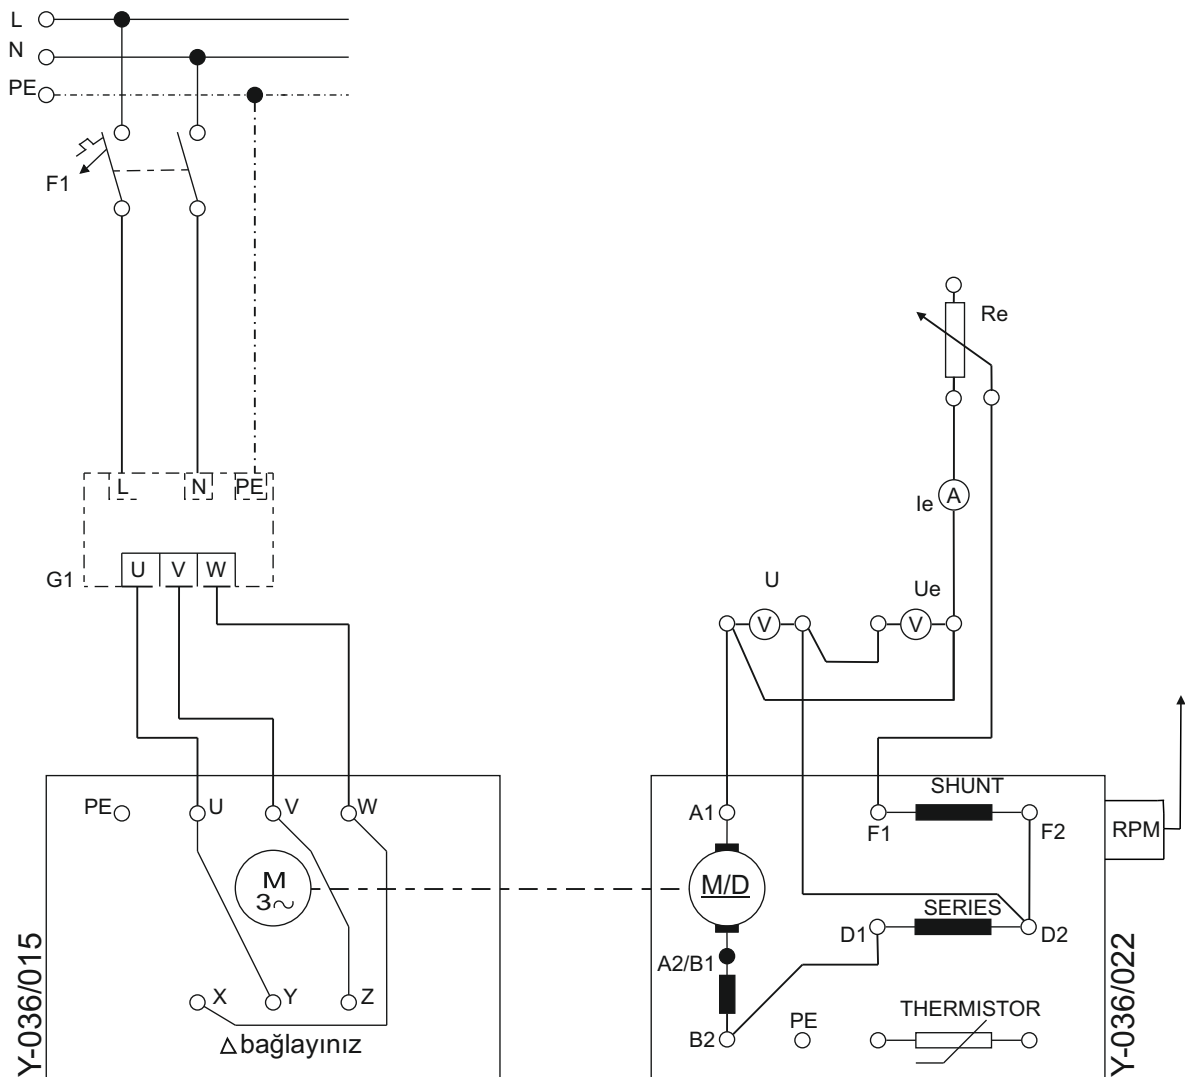 L
N
PE
F1
Re
L N PE
Ie A
G1
U V W
U
Ue
V V
PE U V W
SHUNT
A1 F1 F2
RPM
M
3~
M/D
SERIES
D1 D2
A2/B1
X Y Z
THERMISTOR
PE
B2
Δ bağlayınız
Y-036/015
Y-036/022